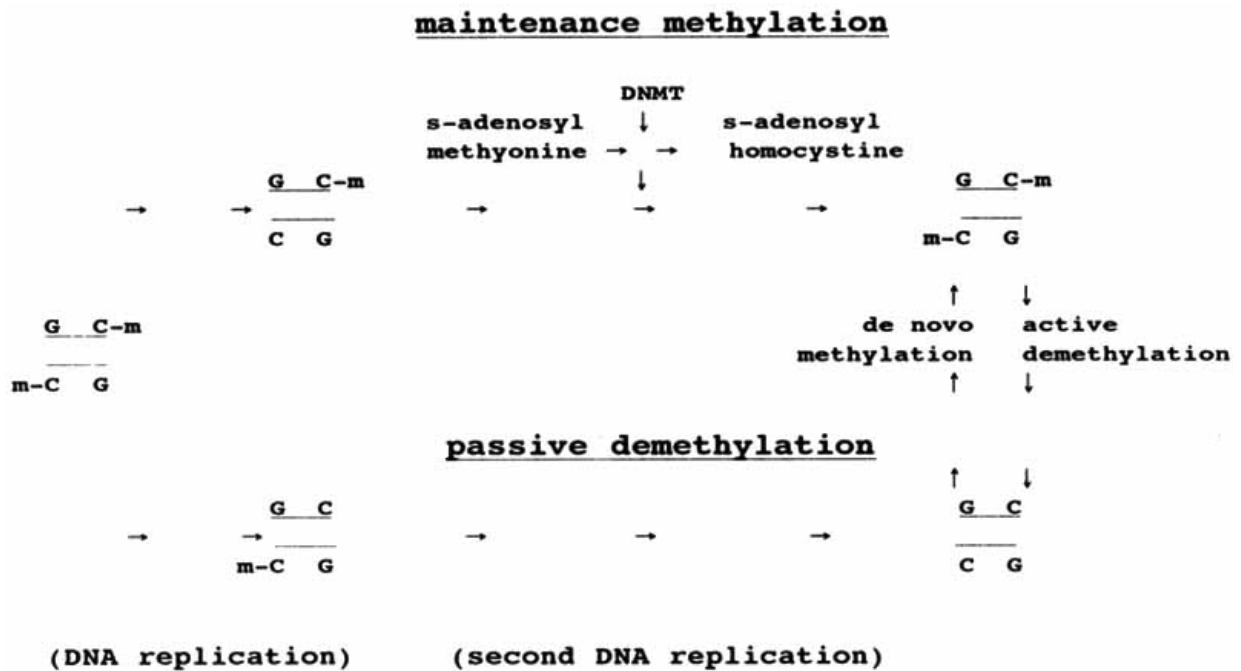 maintenance methylation
DNMT
↓
s-adenosyl s-adenosyl
methyonine → → homocystine
↓
G C-m G C-m
→ → → → →
C G m-C G
↑ ↓
G C-m de novo active
methylation demethylation
m-C G ↑ ↓
passive demethylation
↑ ↓
G C G C
→ → → → →
m-C G C G
(DNA replication) (second DNA replication)